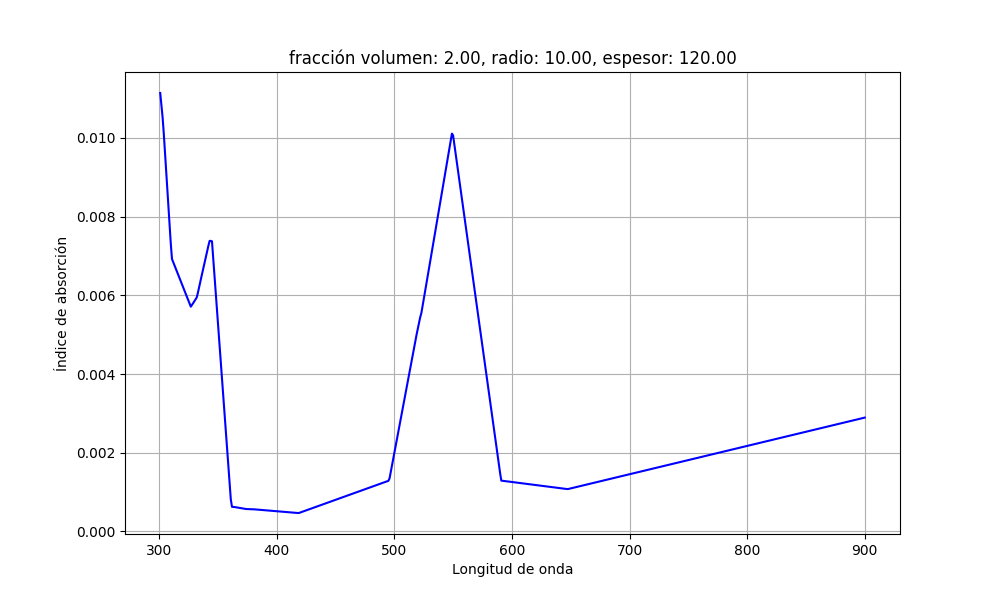 fracción volumen: 2.00, radio: 10.00, espesor: 120.00
Índice de absorción
0.010
0.008
0.006
0.004
0.002
0.000
300 400 500 600 700 800 900
Longitud de onda